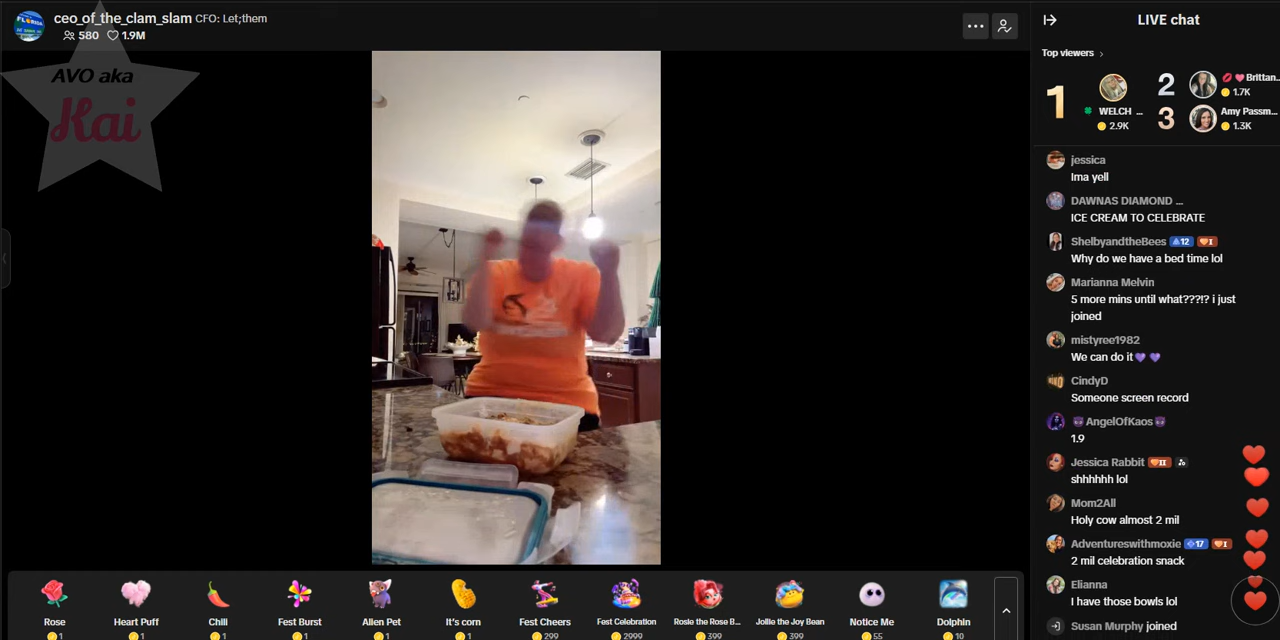 ceo_of_the_clam_slam CFO: Let;them
580 1.9M
AVO aka
Kai
LIVE chat
Top viewers
1
WELCH ...
2.9K
2
Brittan...
1.7K
3
Amy Passm...
1.3K
jessica
Ima yell
DAWNAS DIAMOND ...
ICE CREAM TO CELEBRATE
ShelbyandtheBees 12 I
Why do we have a bed time lol
Marianna Melvin
5 more mins until what???!? i just
joined
mistyree1982
We can do it💜 💜
CindyD
Someone screen record
😈AngelOfKaos😈
1.9
Jessica Rabbit II
shhhhhh lol
Mom2All
Holy cow almost 2 mil
Adventureswithmoxie 17 I
2 mil celebration snack
Elianna
I have those bowls lol
Susan Murphy joined
Rose
1
Heart Puff
1
Chili
1
Fest Burst
1
Alien Pet
1
It's corn
1
Fest Cheers
299
Fest Celebration
2999
Rosie the Rose B...
399
Jollie the Joy Bean
399
Notice Me
55
Dolphin
10